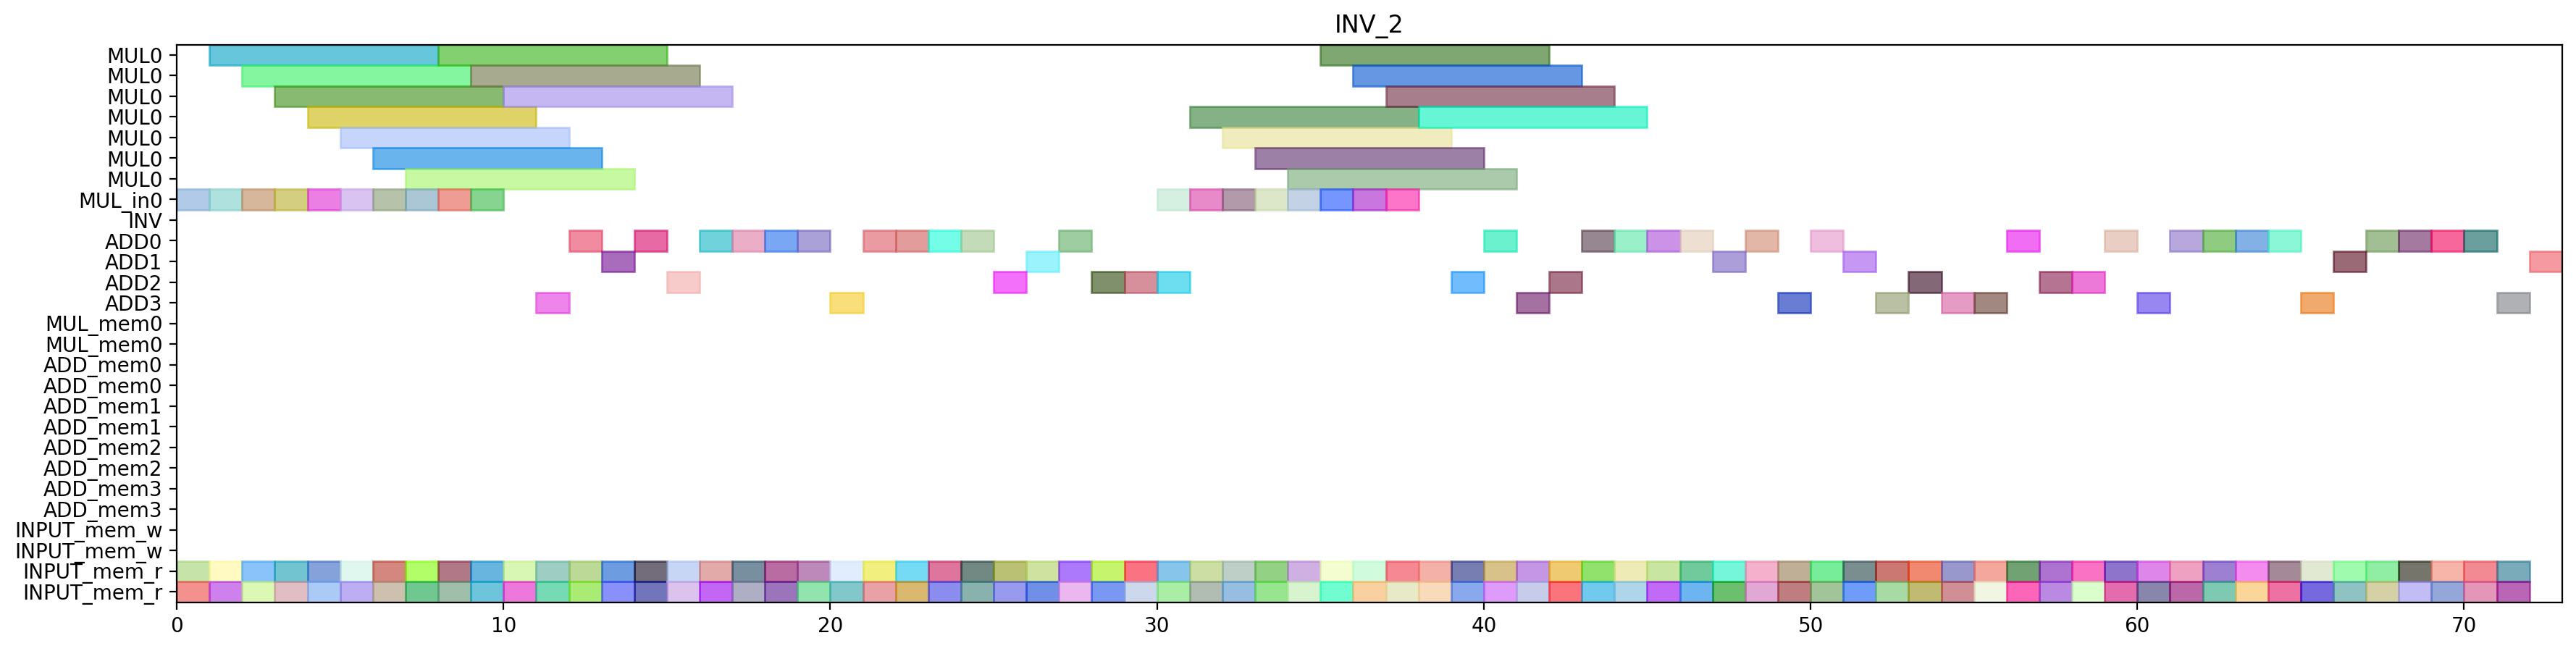 INV_2
MUL0
MUL0
MUL0
MUL0
MUL0
MUL0
MUL0
MUL_in0
INV
ADD0
ADD1
ADD2
ADD3
MUL_mem0
MUL_mem0
ADD_mem0
ADD_mem0
ADD_mem1
ADD_mem1
ADD_mem2
ADD_mem2
ADD_mem3
ADD_mem3
INPUT_mem_w
INPUT_mem_w
INPUT_mem_r
INPUT_mem_r
0 10 20 30 40 50 60 70